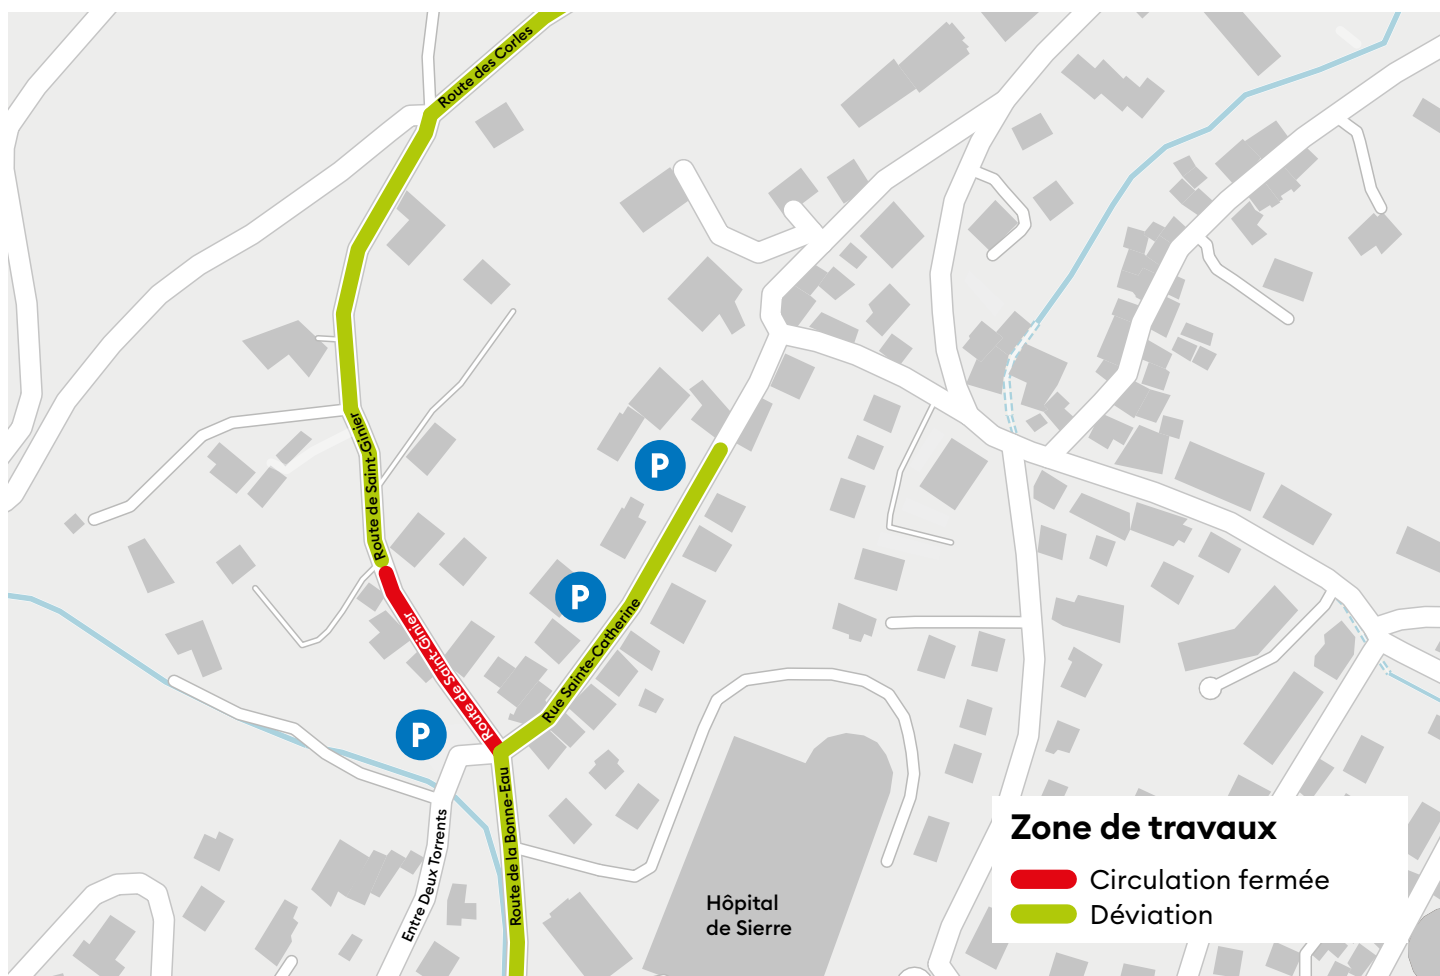 Route des Corles
Route de Saint-Ginier
P
P
Route de Saint-Ginier
Rue Sainte-Catherine
P
Route de la Bonne-Eau
Entre Deux Torrents
Hôpital
de Sierre
Zone de travaux
Circulation fermée
Déviation